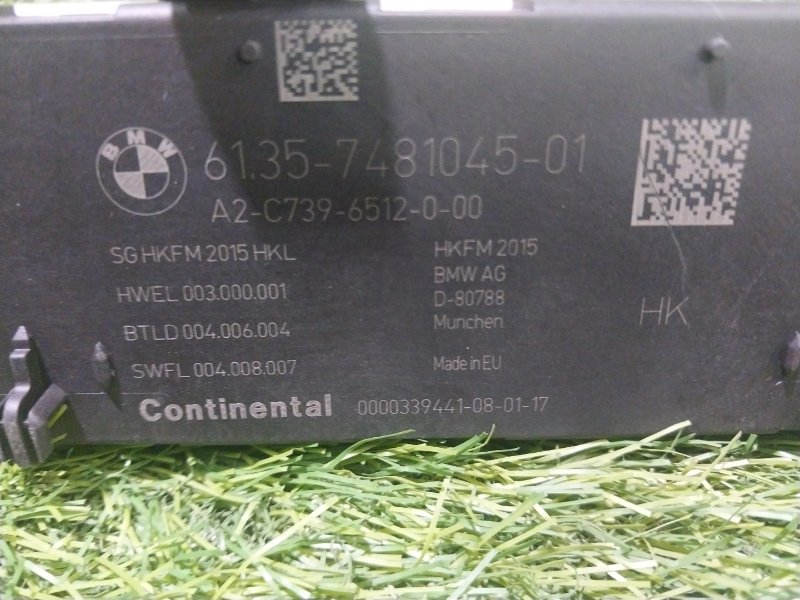 BMW
61.35-7481045-01
A2-C739-6512-0-00
SG HKFM 2015 HKL
HWEL 003.000.001
BTLD 004.006.004
SWFL 004.008.007
HKFM 2015
BMW AG
D-80788
Munchen
Made in EU
HK
Continental 0000339441-08-01-17